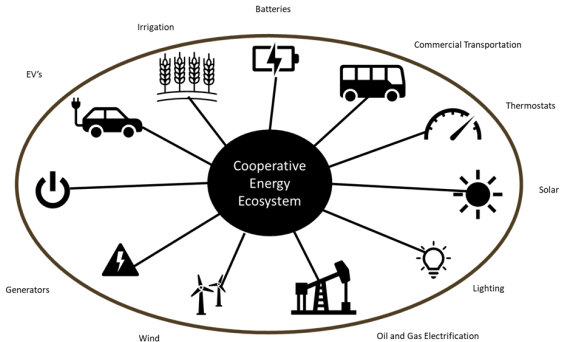 Batteries
Irrigation
Commercial Transportation
EV's
Thermostats
Cooperative
Energy
Ecosystem
Solar
Generators
Lighting
Wind
Oil and Gas Electrification